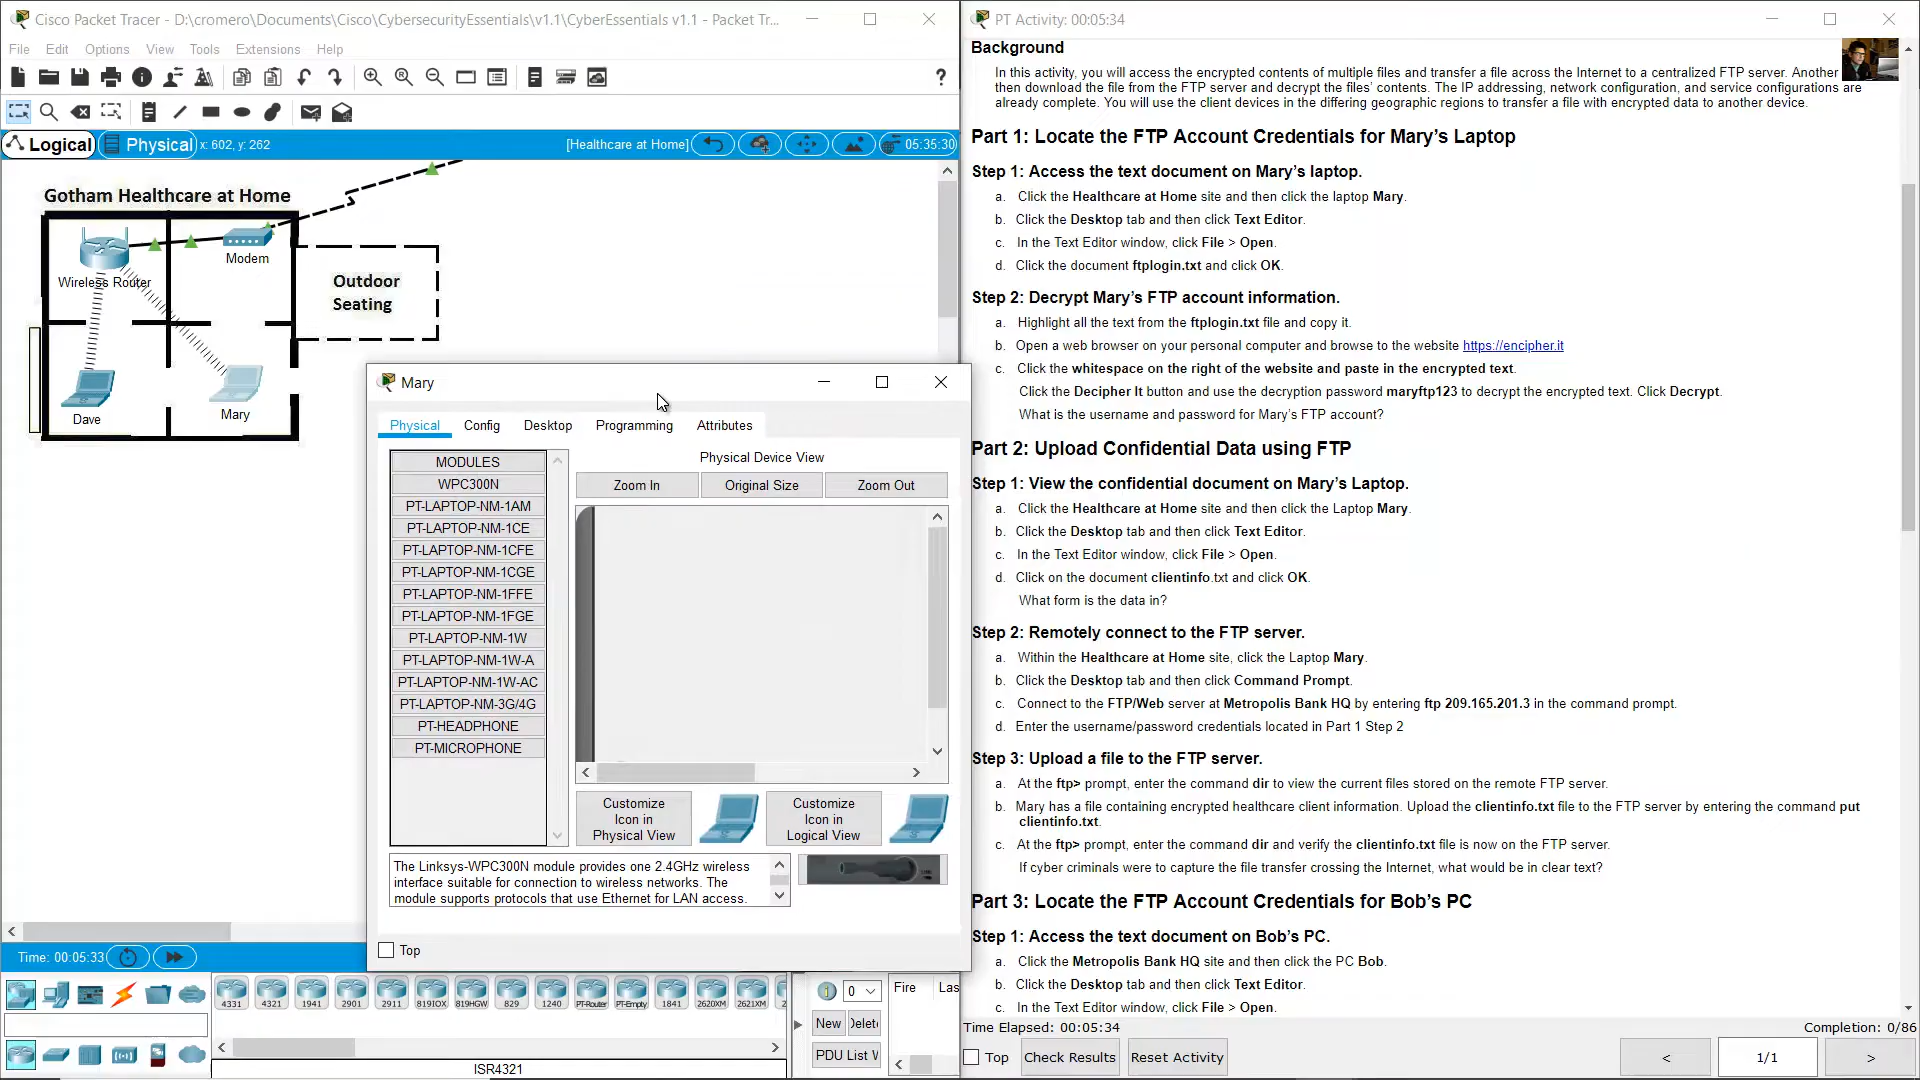 Cisco Packet Tracer - D:\cromero\Documents\Cisco\CybersecurityEssentials\v1.1\CyberEssentials v1.1 - Packet Tr...
File Edit Options View Tools Extensions Help
Logical Physical x: 602, y: 262 [Healthcare at Home] 05:35:30
Gotham Healthcare at Home
Modem
Wireless Router
Outdoor
Seating
Dave
Mary
Mary
Physical Config Desktop Programming Attributes
Physical Device View
Zoom In Original Size Zoom Out
MODULES
WPC300N
PT-LAPTOP-NM-1AM
PT-LAPTOP-NM-1CE
PT-LAPTOP-NM-1CFE
PT-LAPTOP-NM-1CGE
PT-LAPTOP-NM-1FFE
PT-LAPTOP-NM-1FGE
PT-LAPTOP-NM-1W
PT-LAPTOP-NM-1W-A
PT-LAPTOP-NM-1W-AC
PT-LAPTOP-NM-3G/4G
PT-HEADPHONE
PT-MICROPHONE
Customize
Icon in
Physical View
Customize
Icon in
Logical View
The Linksys-WPC300N module provides one 2.4GHz wireless
interface suitable for connection to wireless networks. The
module supports protocols that use Ethernet for LAN access.
Top
Time: 00:05:33
4331 4321 1941 2901 2911 819IOX 819HGW 829 1240 PT-Router PT-Empty 1841 2620XM 2621XM
ISR4321
0
New
PDU List W
Fire Las
PT Activity: 00:05:34
Background
In this activity, you will access the encrypted contents of multiple files and transfer a file across the Internet to a centralized FTP server. Another
then download the file from the FTP server and decrypt the files' contents. The IP addressing, network configuration, and service configurations are
already complete. You will use the client devices in the differing geographic regions to transfer a file with encrypted data to another device.
Part 1: Locate the FTP Account Credentials for Mary's Laptop
Step 1: Access the text document on Mary's laptop.
a. Click the Healthcare at Home site and then click the laptop Mary.
b. Click the Desktop tab and then click Text Editor.
c. In the Text Editor window, click File > Open.
d. Click the document ftplogin.txt and click OK.
Step 2: Decrypt Mary's FTP account information.
a. Highlight all the text from the ftplogin.txt file and copy it.
b. Open a web browser on your personal computer and browse to the website https://encipher.it
c. Click the whitespace on the right of the website and paste in the encrypted text.
Click the Decipher It button and use the decryption password maryftp123 to decrypt the encrypted text. Click Decrypt.
What is the username and password for Mary's FTP account?
Part 2: Upload Confidential Data using FTP
Step 1: View the confidential document on Mary's Laptop.
a. Click the Healthcare at Home site and then click the Laptop Mary.
b. Click the Desktop tab and then click Text Editor.
c. In the Text Editor window, click File > Open.
d. Click on the document clientinfo.txt and click OK.
What form is the data in?
Step 2: Remotely connect to the FTP server.
a. Within the Healthcare at Home site, click the Laptop Mary.
b. Click the Desktop tab and then click Command Prompt.
c. Connect to the FTP/Web server at Metropolis Bank HQ by entering ftp 209.165.201.3 in the command prompt.
d. Enter the username/password credentials located in Part 1 Step 2
Step 3: Upload a file to the FTP server.
a. At the ftp> prompt, enter the command dir to view the current files stored on the remote FTP server.
b. Mary has a file containing encrypted healthcare client information. Upload the clientinfo.txt file to the FTP server by entering the command put
clientinfo.txt.
c. At the ftp> prompt, enter the command dir and verify the clientinfo.txt file is now on the FTP server.
If cyber criminals were to capture the file transfer crossing the Internet, what would be in clear text?
Part 3: Locate the FTP Account Credentials for Bob's PC
Step 1: Access the text document on Bob's PC.
a. Click the Metropolis Bank HQ site and then click the PC Bob.
b. Click the Desktop tab and then click Text Editor.
c. In the Text Editor window, click File > Open.
Time Elapsed: 00:05:34 Completion: 0/86
Top Check Results Reset Activity < 1/1 >